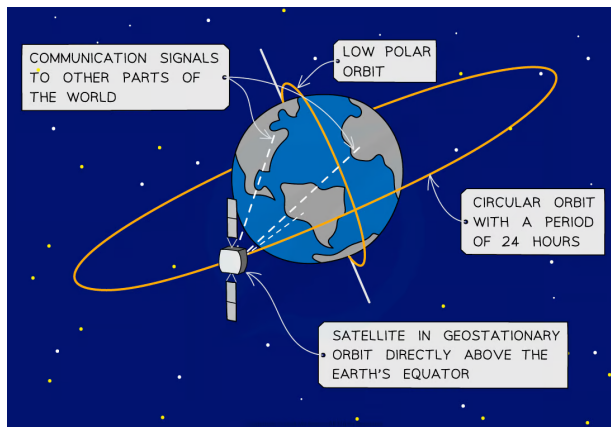 COMMUNICATION SIGNALS
TO OTHER PARTS OF
THE WORLD
LOW POLAR
ORBIT
CIRCULAR ORBIT
WITH A PERIOD
OF 24 HOURS
SATELLITE IN GEOSTATIONARY
ORBIT DIRECTLY ABOVE THE
EARTH'S EQUATOR